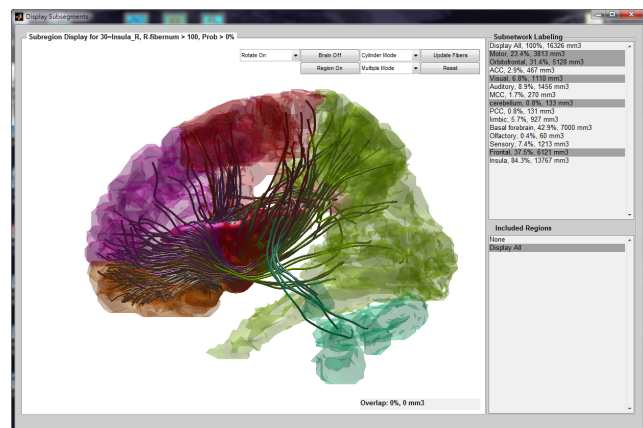 Display Subsegments
Subregion Display for 30=Insula_R, R-fibernum > 100, Prob > 0%
Rotate On
Brain Off
Cylinder Mode
Update Fibers
Region On
Multiple Mode
Reset
Overlap: 0%, 0 mm3
Subnetwork Labeling
Display All, 100%, 16326 mm3
Motor, 23.4%, 3813 mm3
Orbitofrontal, 31.4%, 5128 mm3
ACC, 2.9%, 467 mm3
Visual, 6.8%, 1110 mm3
Auditory, 8.9%, 1456 mm3
MCC, 1.7%, 270 mm3
cerebellum, 0.8%, 133 mm3
PCC, 0.8%, 131 mm3
limbic, 5.7%, 927 mm3
Basal forebrain, 42.9%, 7000 mm3
Olfactory, 0.4%, 60 mm3
Sensory, 7.4%, 1213 mm3
Frontal, 37.5%, 6121 mm3
Insula, 84.3%, 13767 mm3
Included Regions
None
Display All